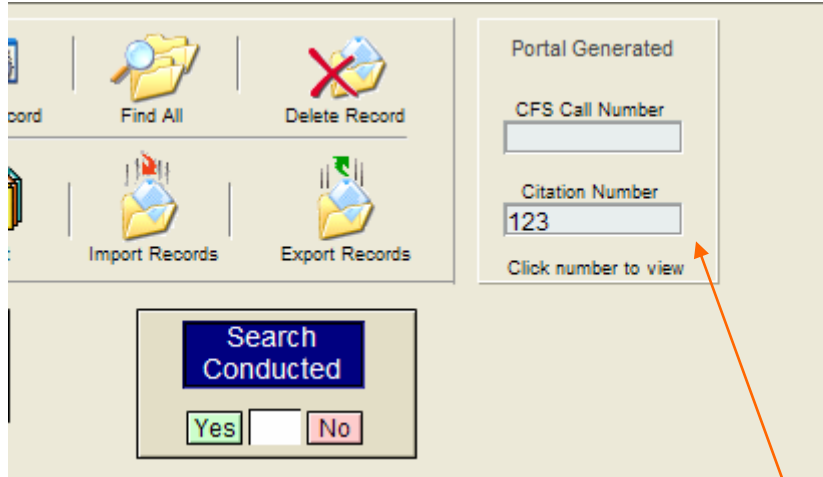 Find All
Delete Record
Import Records
Export Records
Portal Generated
CFS Call Number
Citation Number
123
Click number to view
Search
Conducted
Yes
No